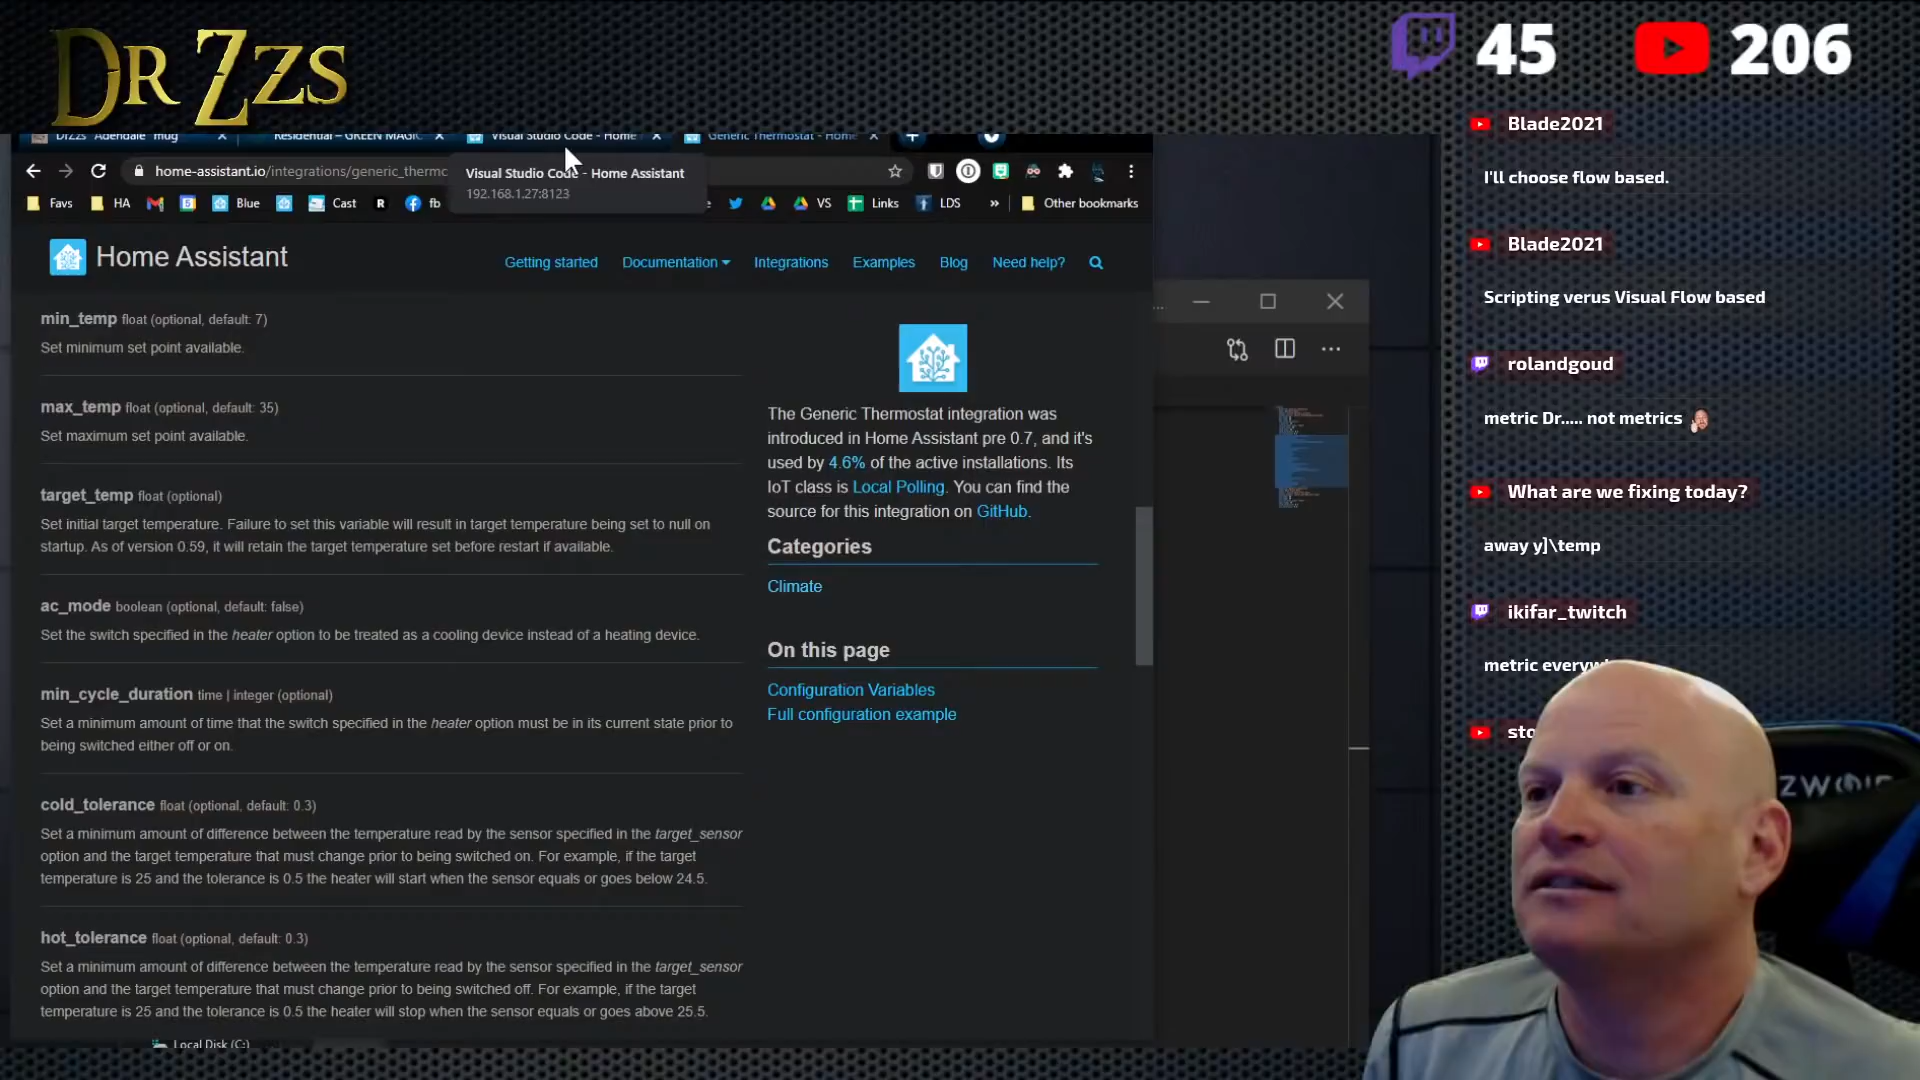 DR ZZS
45
206
DrZzs "Adendale" mug
Residential – GREEN MAGIC
Visual Studio Code - Home
Generic Thermostat - Home
home-assistant.io/integrations/generic_thermo
Visual Studio Code - Home Assistant
192.168.1.27:8123
Favs
HA
5
Blue
Cast
R
fb
VS
Links
LDS
»
Other bookmarks
Home Assistant
Getting started
Documentation
Integrations
Examples
Blog
Need help?
min_temp float (optional, default: 7)
Set minimum set point available.
max_temp float (optional, default: 35)
Set maximum set point available.
target_temp float (optional)
Set initial target temperature. Failure to set this variable will result in target temperature being set to null on
startup. As of version 0.59, it will retain the target temperature set before restart if available.
ac_mode boolean (optional, default: false)
Set the switch specified in the heater option to be treated as a cooling device instead of a heating device.
min_cycle_duration time | integer (optional)
Set a minimum amount of time that the switch specified in the heater option must be in its current state prior to
being switched either off or on.
cold_tolerance float (optional, default: 0.3)
Set a minimum amount of difference between the temperature read by the sensor specified in the target_sensor
option and the target temperature that must change prior to being switched on. For example, if the target
temperature is 25 and the tolerance is 0.5 the heater will start when the sensor equals or goes below 24.5.
hot_tolerance float (optional, default: 0.3)
Set a minimum amount of difference between the temperature read by the sensor specified in the target_sensor
option and the target temperature that must change prior to being switched off. For example, if the target
temperature is 25 and the tolerance is 0.5 the heater will stop when the sensor equals or goes above 25.5.
Local Disk (C:)
The Generic Thermostat integration was
introduced in Home Assistant pre 0.7, and it's
used by 4.6% of the active installations. Its
IoT class is Local Polling. You can find the
source for this integration on GitHub.
Categories
Climate
On this page
Configuration Variables
Full configuration example
Blade2021
I'll choose flow based.
Blade2021
Scripting verus Visual Flow based
rolandgoud
metric Dr..... not metrics
What are we fixing today?
away y]\temp
ikifar_twitch
metric everyw
sto